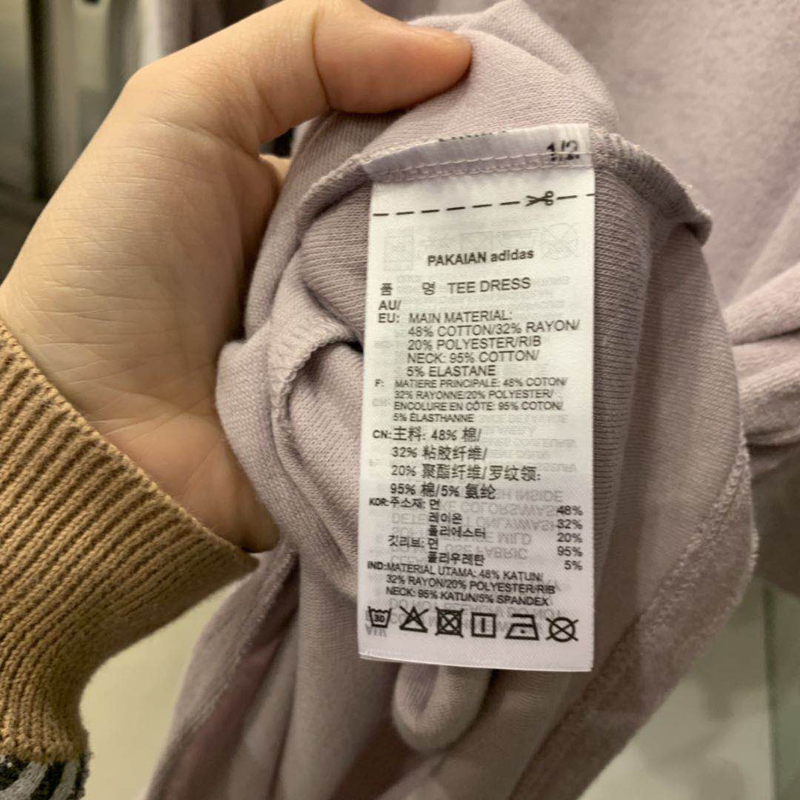 1/2
PAKAIAN adidas
품 명 TEE DRESS
AU/
EU: MAIN MATERIAL:
48% COTTON/32% RAYON/
20% POLYESTER/RIB
NECK: 95% COTTON/
5% ELASTANE
F: MATIERE PRINCIPALE: 48% COTON/
32% RAYONNE/20% POLYESTER/
ENCOLURE EN CÔTE: 95% COTON/
5% ÉLASTHANNE
CN: 主料: 48% 棉/
32% 粘胶纤维/
20% 聚酯纤维/罗纹领:
95% 棉/5% 氨纶
KOR: 주소재: 면 48%
레이온 32%
폴리에스터 20%
깃리브: 면 95%
폴리우레탄 5%
IND: MATERIAL UTAMA: 48% KATUN/
32% RAYON/20% POLYESTER/RIB
NECK: 95% KATUN/5% SPANDEX
30